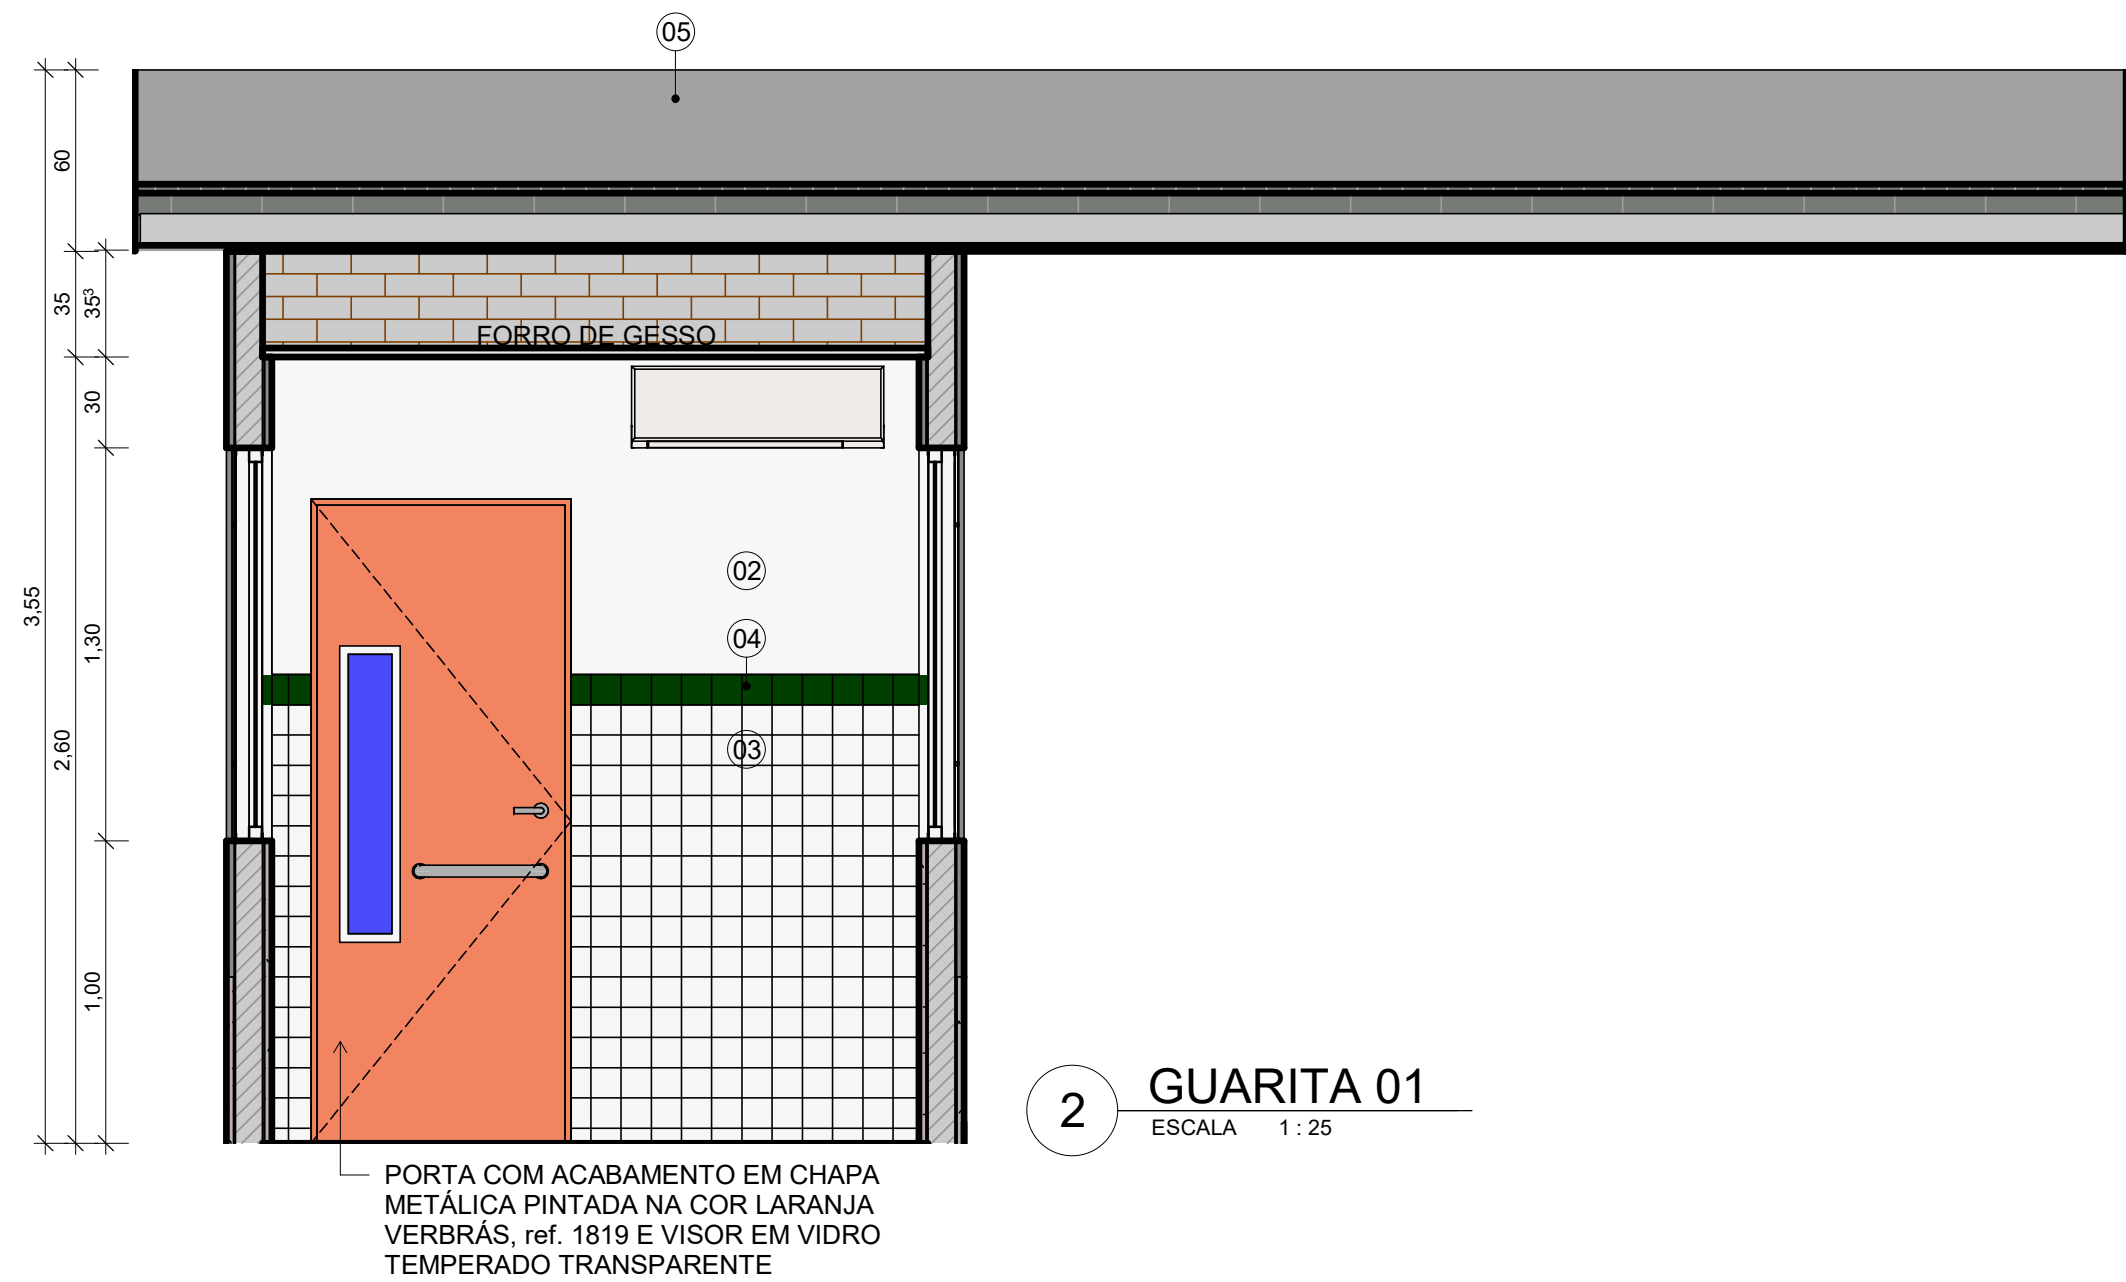 05
60
35
35³
FORRO DE GESSO
30
02
3,55
04
1,30
2,60
03
1,00
2
GUARITA 01
ESCALA 1 : 25
PORTA COM ACABAMENTO EM CHAPA
METÁLICA PINTADA NA COR LARANJA
VERBRÁS, ref. 1819 E VISOR EM VIDRO
TEMPERADO TRANSPARENTE